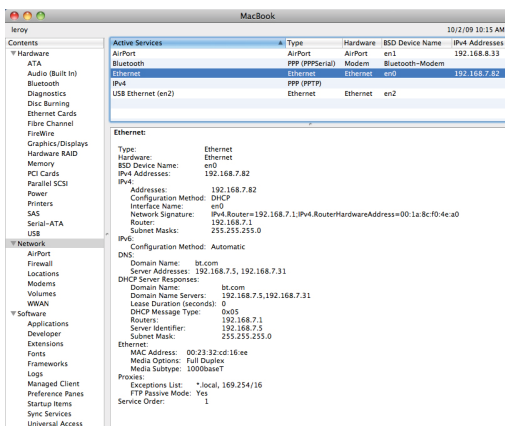 MacBook
leroy 10/2/09 10:15 AM
Contents
Hardware
ATA
Audio (Built In)
Bluetooth
Diagnostics
Disc Burning
Ethernet Cards
Fibre Channel
FireWire
Graphics/Displays
Hardware RAID
Memory
PCI Cards
Parallel SCSI
Power
Printers
SAS
Serial-ATA
USB
Network
AirPort
Firewall
Locations
Modems
Volumes
WWAN
Software
Applications
Developer
Extensions
Fonts
Frameworks
Logs
Managed Client
Preference Panes
Startup Items
Sync Services
Universal Access
Active Services Type Hardware BSD Device Name IPv4 Addresses
AirPort AirPort AirPort en1 192.168.8.33
Bluetooth PPP (PPPSerial) Modem Bluetooth-Modem
Ethernet Ethernet Ethernet en0 192.168.7.82
IPv4 PPP (PPTP)
USB Ethernet (en2) Ethernet Ethernet en2
Ethernet:
Type: Ethernet
Hardware: Ethernet
BSD Device Name: en0
IPv4 Addresses: 192.168.7.82
IPv4:
Addresses: 192.168.7.82
Configuration Method: DHCP
Interface Name: en0
Network Signature: IPv4.Router=192.168.7.1;IPv4.RouterHardwareAddress=00:1a:8c:f0:4e:a0
Router: 192.168.7.1
Subnet Masks: 255.255.255.0
IPv6:
Configuration Method: Automatic
DNS:
Domain Name: bt.com
Server Addresses: 192.168.7.5, 192.168.7.31
DHCP Server Responses:
Domain Name: bt.com
Domain Name Servers: 192.168.7.5,192.168.7.31
Lease Duration (seconds): 0
DHCP Message Type: 0x05
Routers: 192.168.7.1
Server Identifier: 192.168.7.5
Subnet Mask: 255.255.255.0
Ethernet:
MAC Address: 00:23:32:cd:16:ee
Media Options: Full Duplex
Media Subtype: 1000baseT
Proxies:
Exceptions List: *.local, 169.254/16
FTP Passive Mode: Yes
Service Order: 1